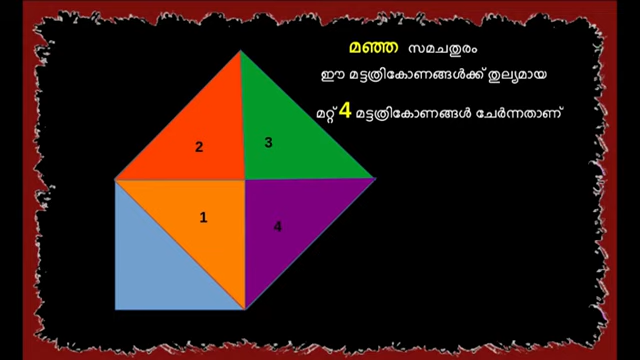 മഞ്ഞ സമചതുരം
ഈ മട്ടത്രികോണങ്ങൾക്ക് തുല്യമായ
മറ്റ് 4 മട്ടത്രികോണങ്ങൾ ചേർന്നതാണ്
2 3
1 4